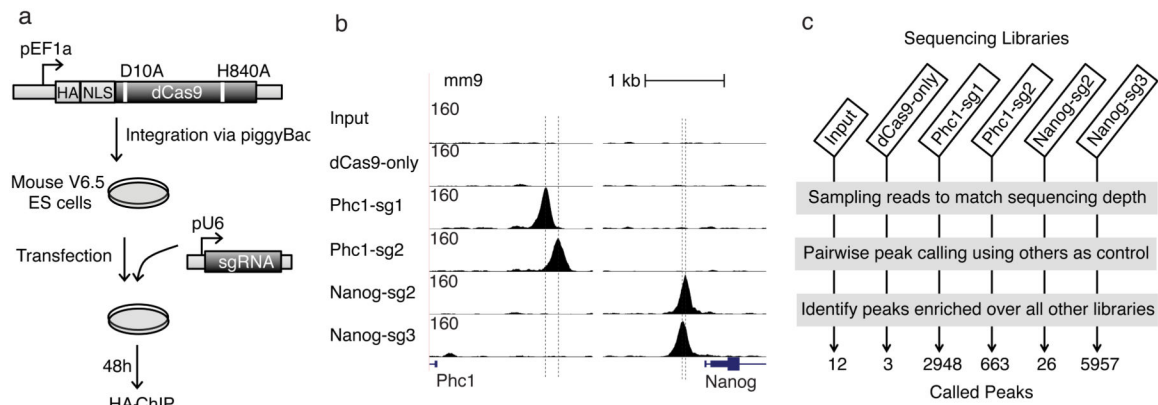 a
pEF1a
D10A
H840A
HA
NLS
dCas9
Integration via piggyBac
Mouse V6.5
ES cells
pU6
Transfection
sgRNA
48h
HA-ChIP
b
mm9
1 kb
Input
160
dCas9-only
160
Phc1-sg1
160
Phc1-sg2
160
Nanog-sg2
160
Nanog-sg3
160
Phc1
Nanog
c
Sequencing Libraries
Input
dCas9-only
Phc1-sg1
Phc1-sg2
Nanog-sg2
Nanog-sg3
Sampling reads to match sequencing depth
Pairwise peak calling using others as control
Identify peaks enriched over all other libraries
12 3 2948 663 26 5957
Called Peaks